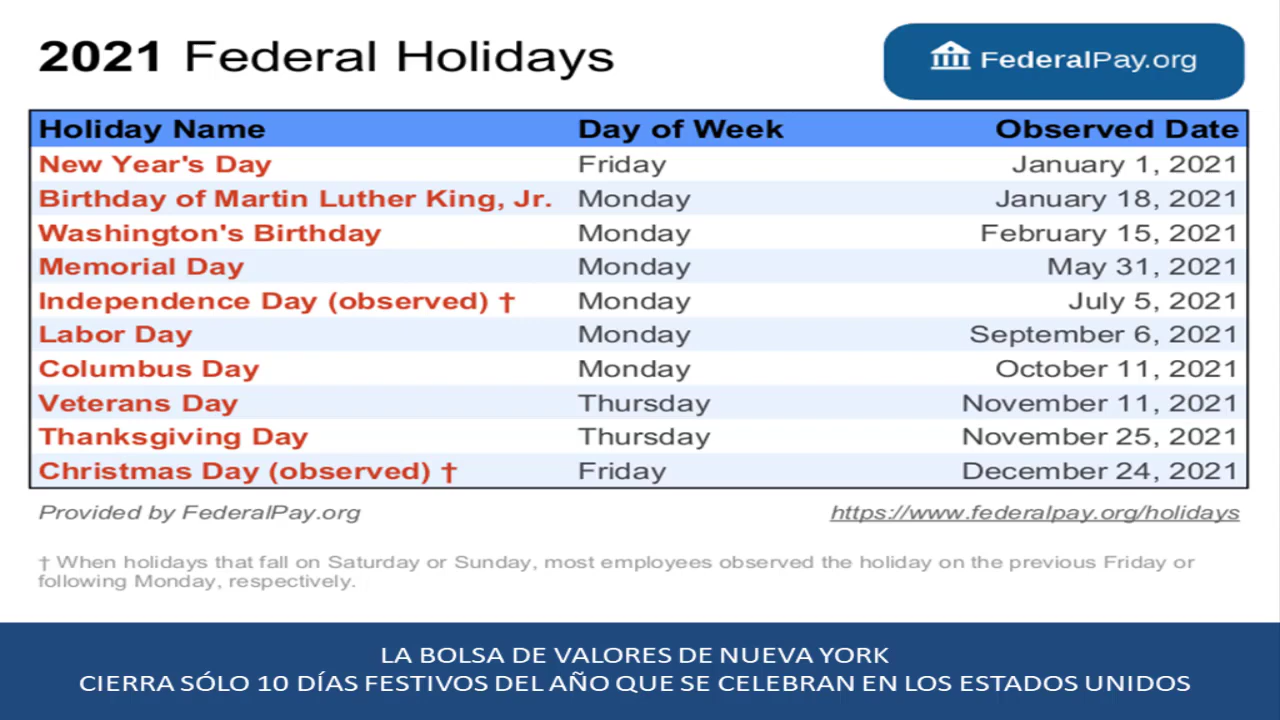 2021 Federal Holidays
FederalPay.org
Holiday Name Day of Week Observed Date
New Year's Day Friday January 1, 2021
Birthday of Martin Luther King, Jr. Monday January 18, 2021
Washington's Birthday Monday February 15, 2021
Memorial Day Monday May 31, 2021
Independence Day (observed) † Monday July 5, 2021
Labor Day Monday September 6, 2021
Columbus Day Monday October 11, 2021
Veterans Day Thursday November 11, 2021
Thanksgiving Day Thursday November 25, 2021
Christmas Day (observed) † Friday December 24, 2021
Provided by FederalPay.org https://www.federalpay.org/holidays
† When holidays that fall on Saturday or Sunday, most employees observed the holiday on the previous Friday or
following Monday, respectively.
LA BOLSA DE VALORES DE NUEVA YORK
CIERRA SÓLO 10 DÍAS FESTIVOS DEL AÑO QUE SE CELEBRAN EN LOS ESTADOS UNIDOS